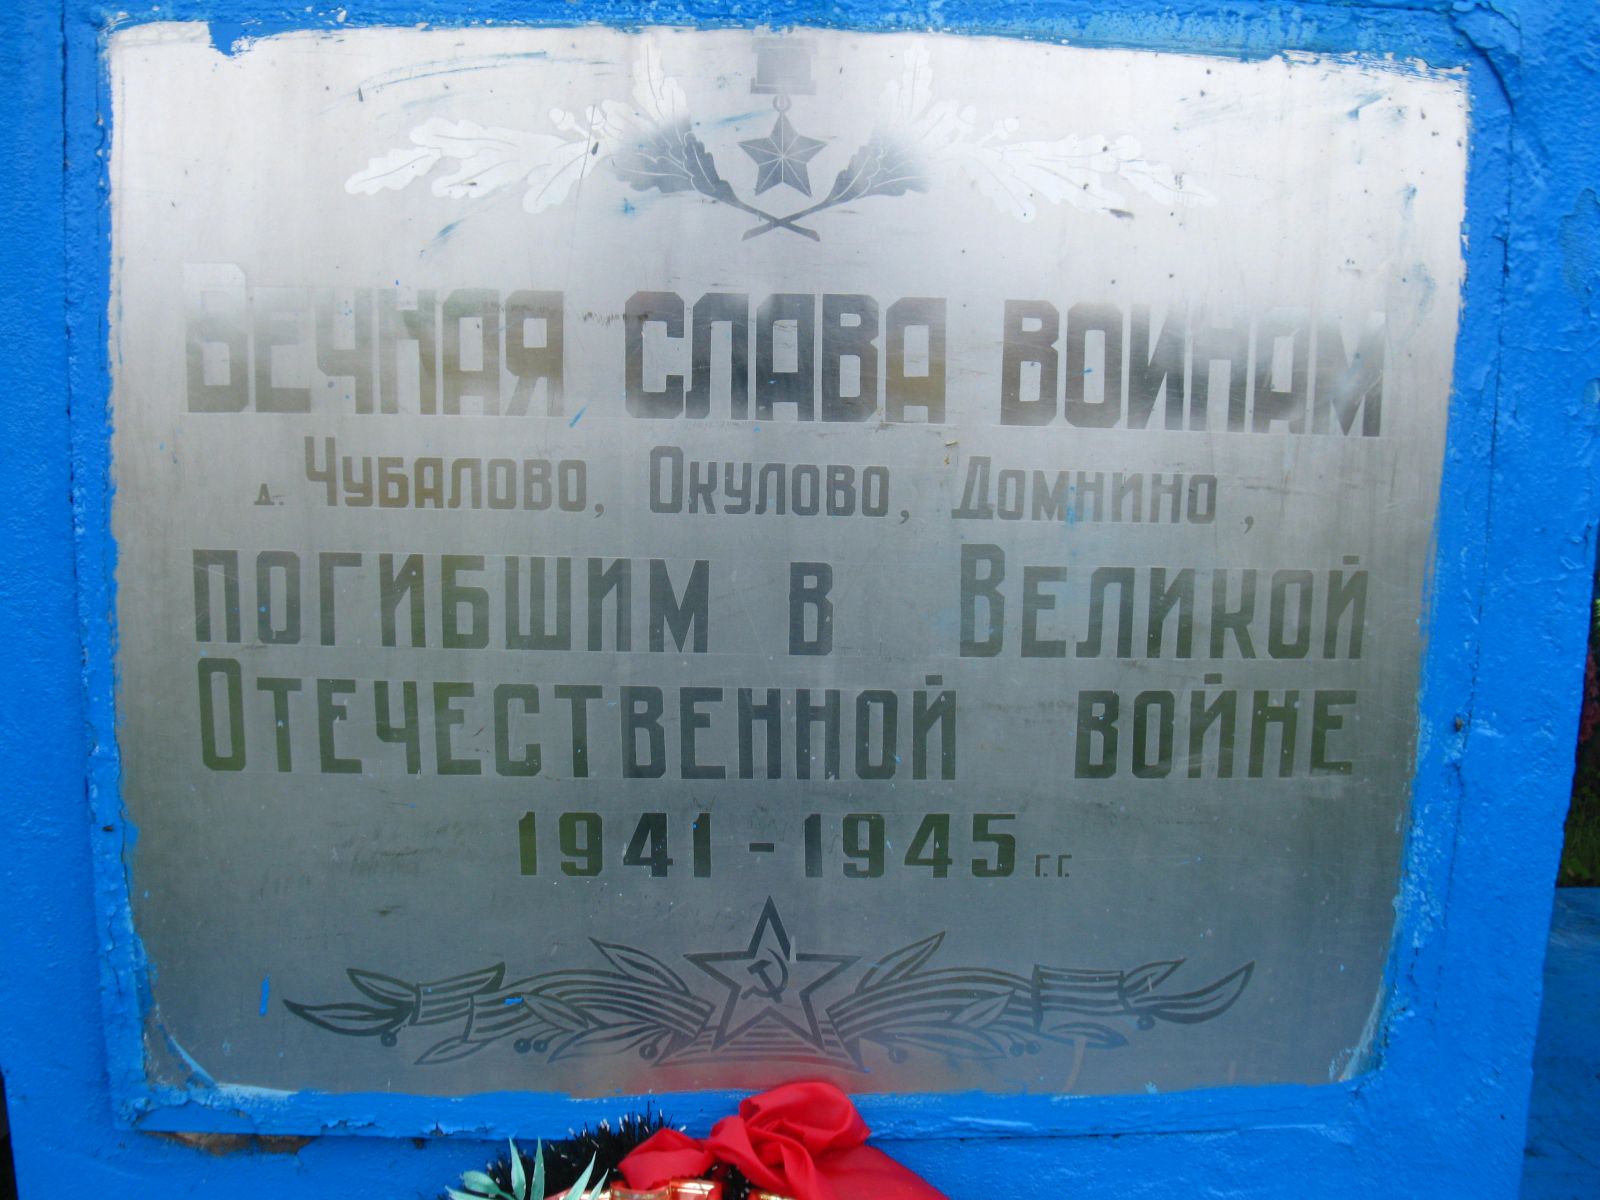 Вечная слава воинам
д. Чубалово, Окулово, Домнино,
погибшим в Великой
Отечественной войне
1941-1945 г.г.